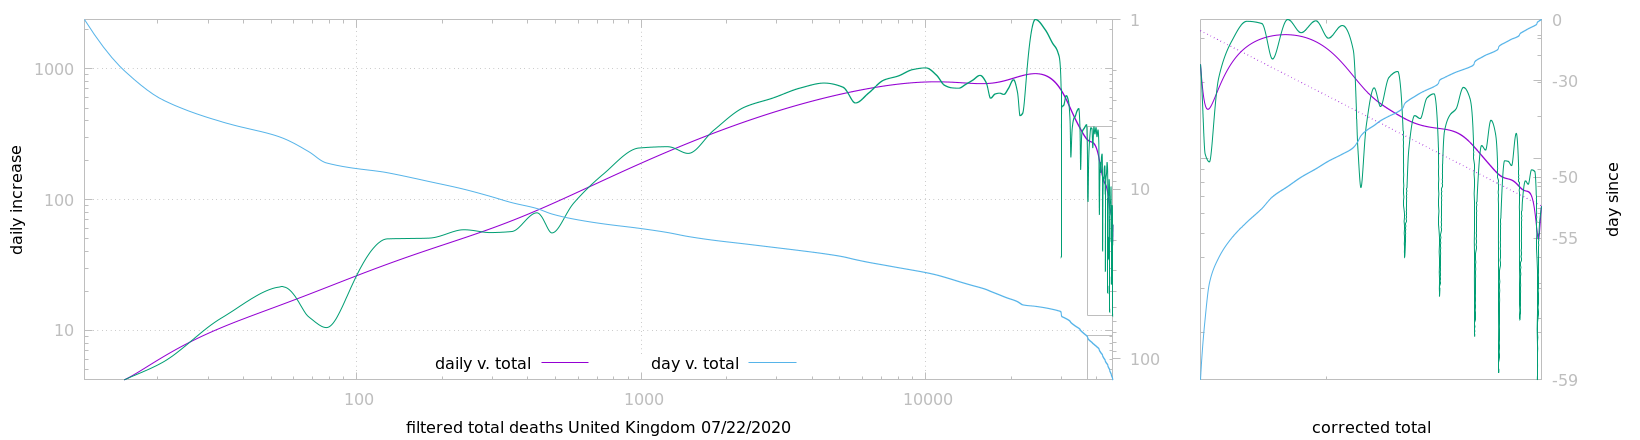 1 0
1000
-30
daily increase
-50
10
day since
100
-55
10
daily v. total day v. total
100
-59
100 1000 10000
filtered total deaths United Kingdom 07/22/2020 corrected total